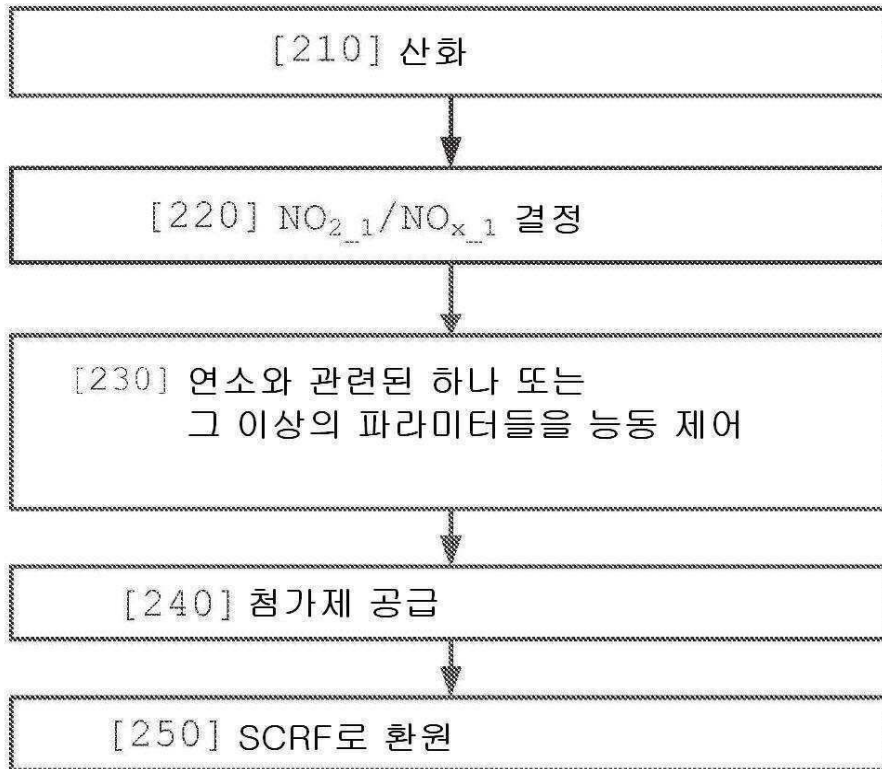 [210] 산화
[220] NO₂_₁/NOₓ_₁ 결정
[230] 연소와 관련된 하나 또는
그 이상의 파라미터들을 능동 제어
[240] 첨가제 공급
[250] SCRF로 환원